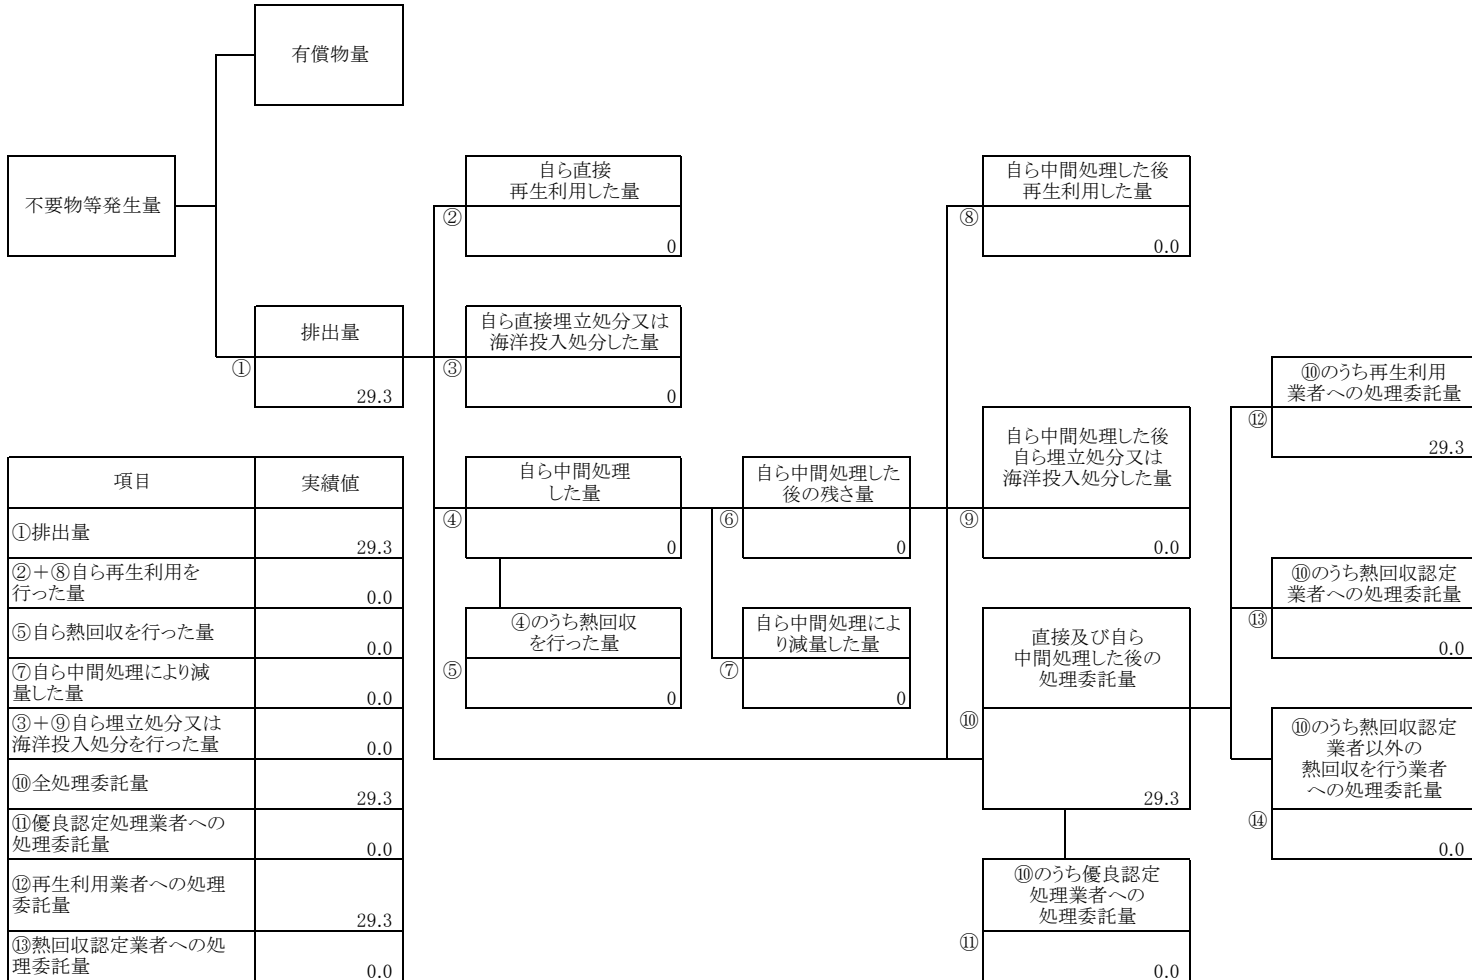 有償物量
不要物等発生量
自ら直接
再生利用した量
②
0
自ら中間処理した後
再生利用した量
⑧
0.0
排出量
①
29.3
自ら直接埋立処分又は
海洋投入処分した量
③
0
⑩のうち再生利用
業者への処理委託量
⑫
29.3
自ら中間処理
した量
④
0
自ら中間処理した
後の残さ量
⑥
0
自ら中間処理した後
自ら埋立処分又は
海洋投入処分した量
⑨
0.0
⑩のうち熱回収認定
業者への処理委託量
⑬
0.0
④のうち熱回収
を行った量
⑤
0
自ら中間処理によ
り減量した量
⑦
0
直接及び自ら
中間処理した後の
処理委託量
⑩
29.3
⑩のうち熱回収認定
業者以外の
熱回収を行う業者
への処理委託量
⑭
0.0
⑩のうち優良認定
処理業者への
処理委託量
⑪
0.0
項目 実績値
①排出量 29.3
②+⑧自ら再生利用を
行った量 0.0
⑤自ら熱回収を行った量 0.0
⑦自ら中間処理により減
量した量 0.0
③+⑨自ら埋立処分又は
海洋投入処分を行った量 0.0
⑩全処理委託量 29.3
⑪優良認定処理業者への
処理委託量 0.0
⑫再生利用業者への処理
委託量 29.3
⑬熱回収認定業者への処
理委託量 0.0